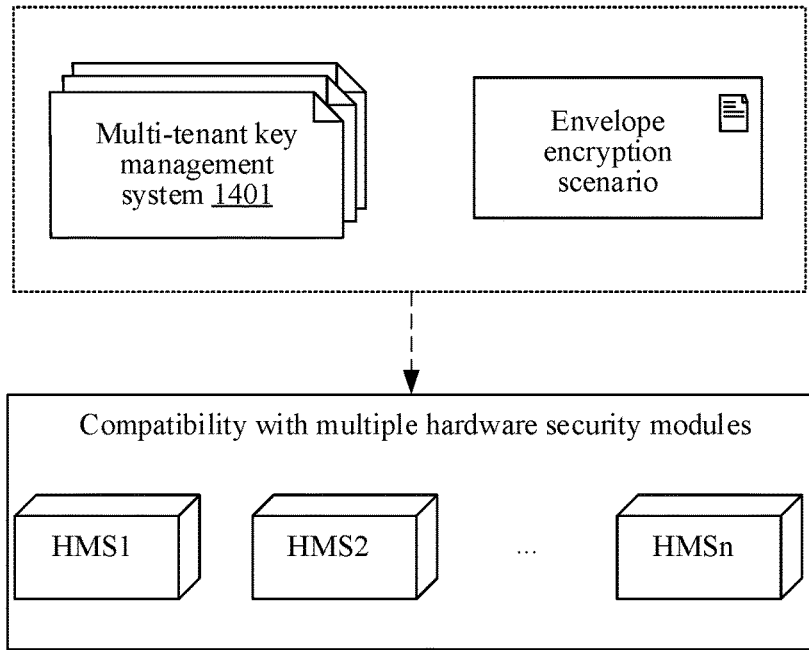 Multi-tenant key
management
system 1401
Envelope
encryption
scenario
Compatibility with multiple hardware security modules
HMS1
HMS2
...
HMSn